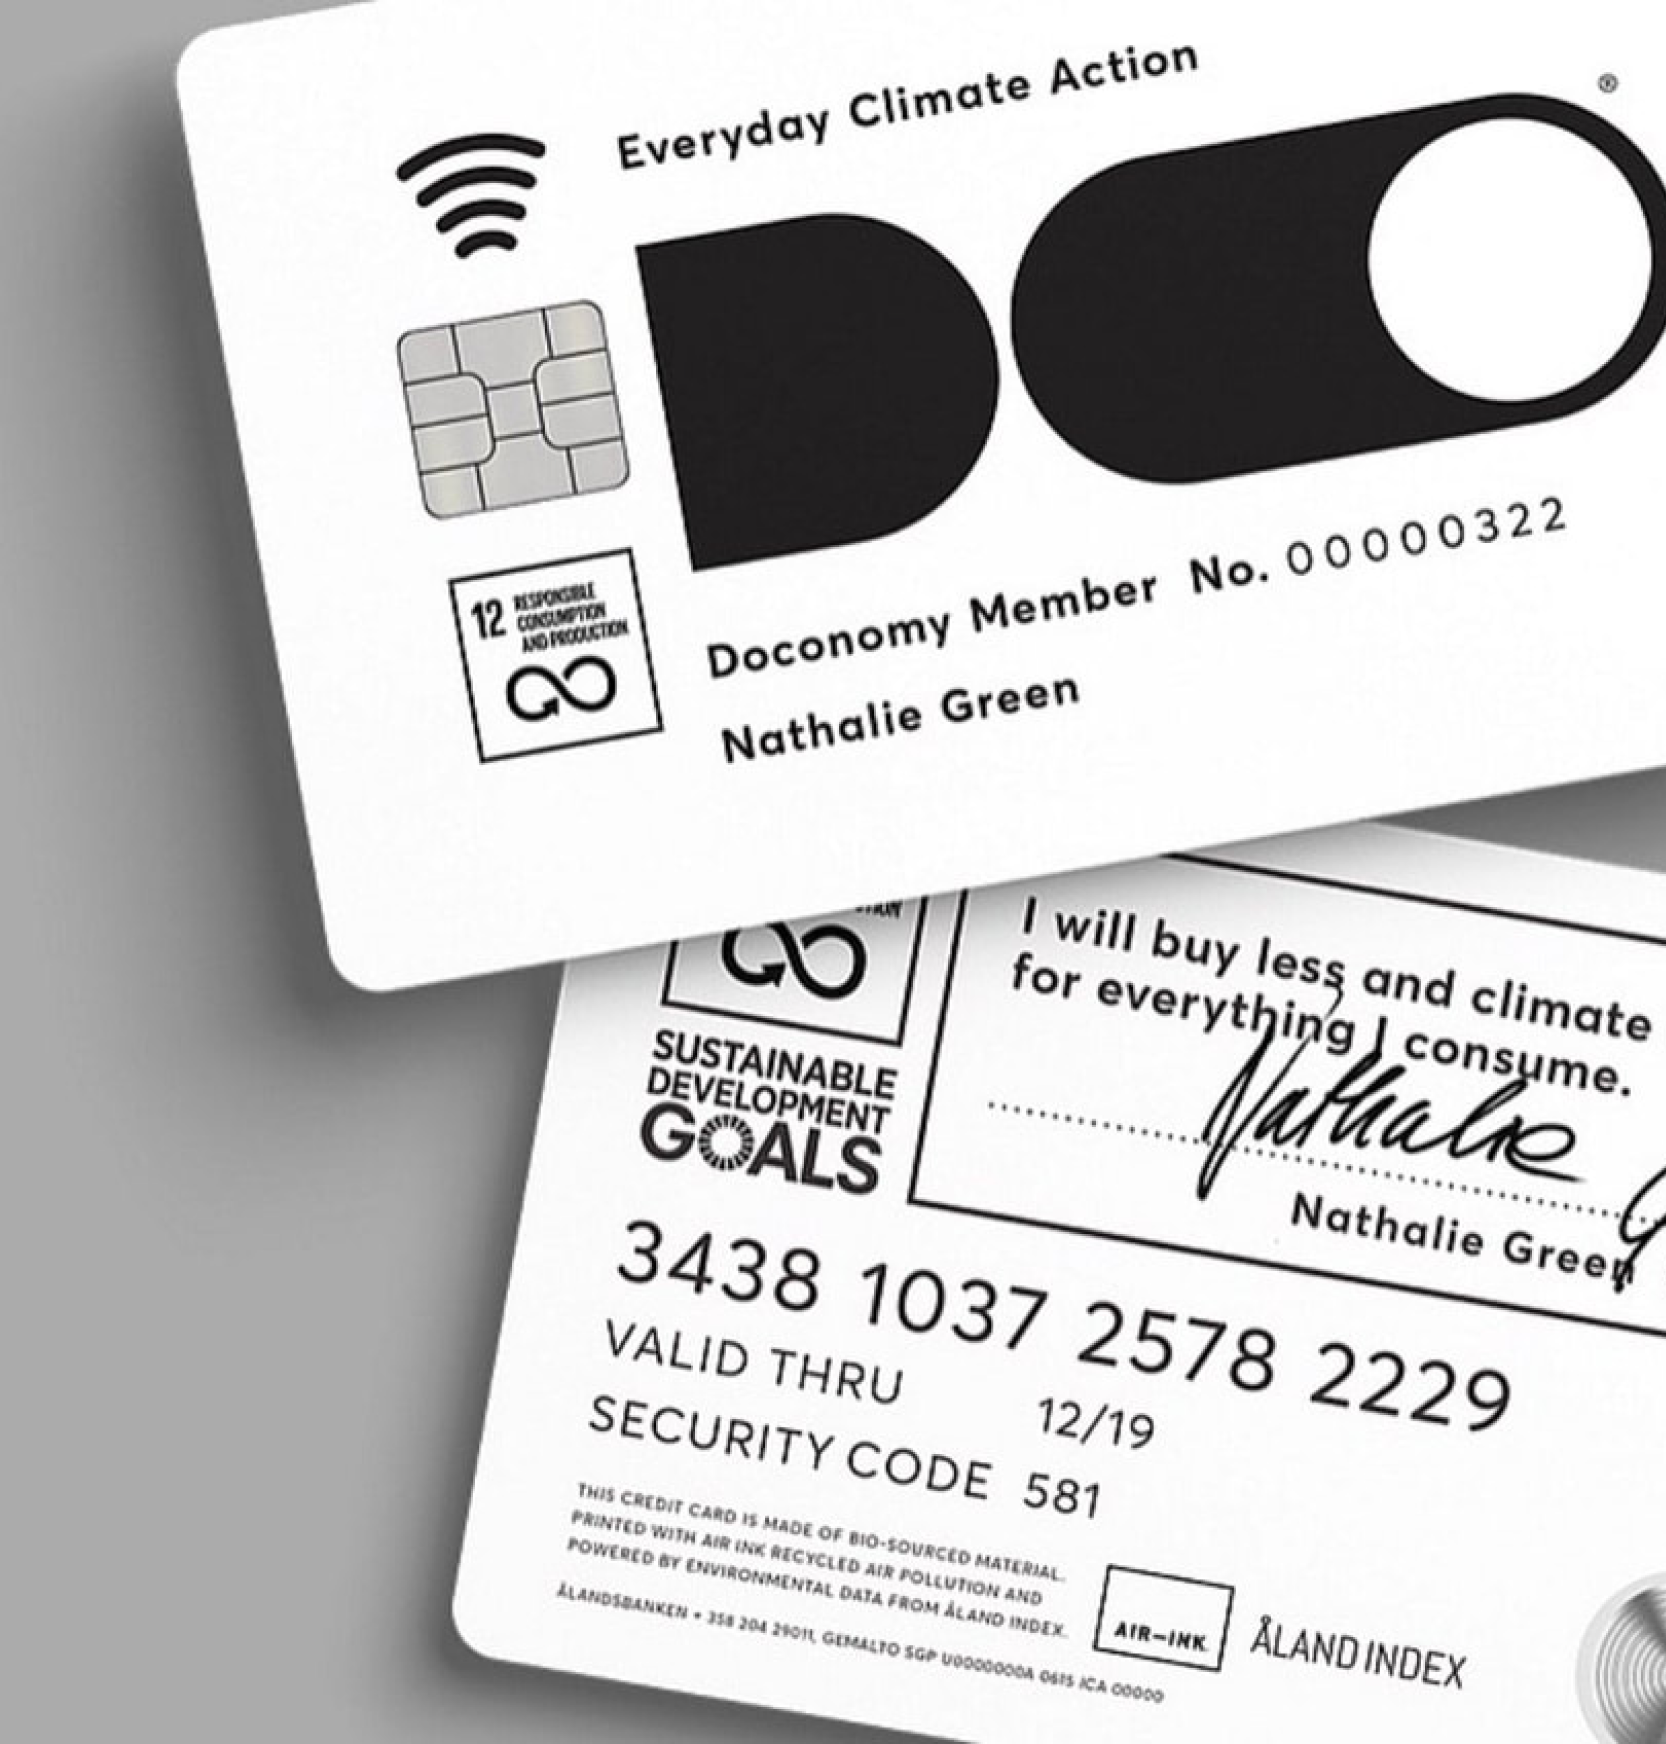 Everyday Climate Action
®
DO
12 RESPONSIBLE
CONSUMPTION
AND PRODUCTION
Doconomy Member No. 00000322
Nathalie Green
I will buy less and climate
for everything I consume.
Nathalie
Nathalie Green
SUSTAINABLE
DEVELOPMENT
GOALS
3438 1037 2578 2229
VALID THRU 12/19
SECURITY CODE 581
THIS CREDIT CARD IS MADE OF BIO-SOURCED MATERIAL.
PRINTED WITH AIR INK RECYCLED AIR POLLUTION AND
POWERED BY ENVIRONMENTAL DATA FROM ÅLAND INDEX.
ÅLANDSBANKEN + 358 204 29011, GEMALTO SGP U0000000A 0615 ICA 00000
AIR-INK
ÅLAND INDEX